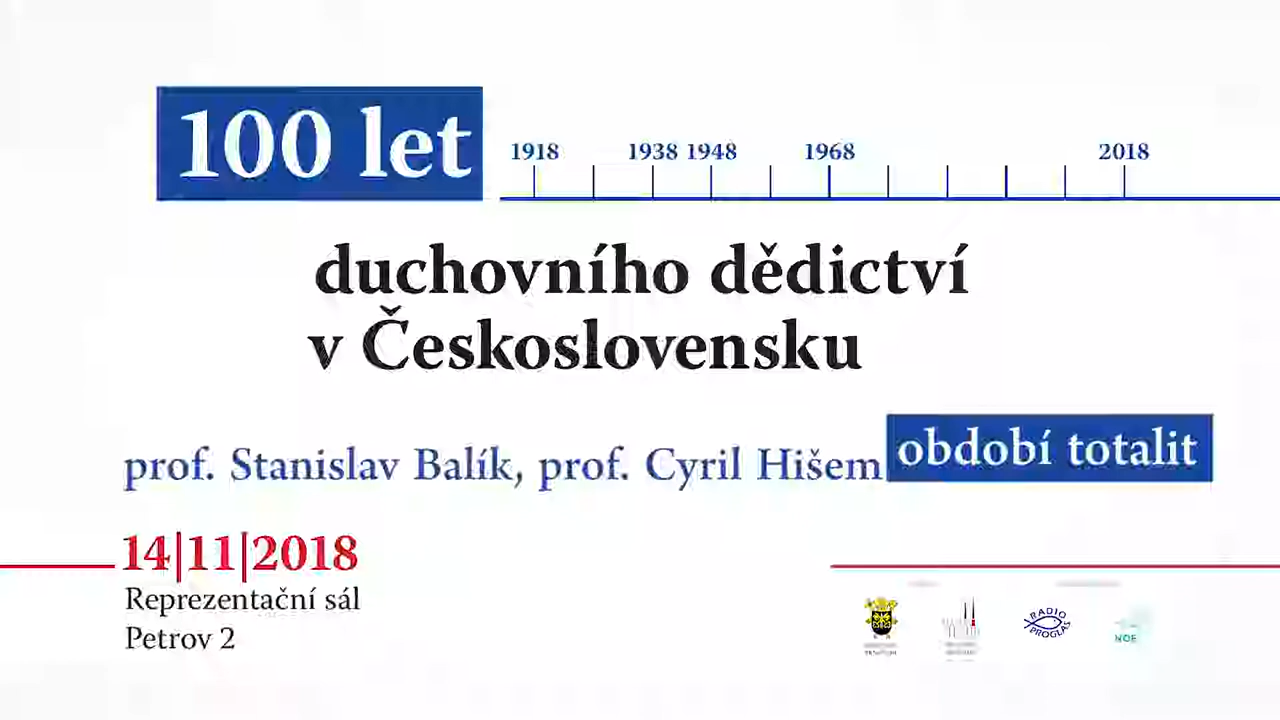 100 let
1918 1938 1948 1968 2018
duchovního dědictví
v Československu
období totalit
prof. Stanislav Balík, prof. Cyril Hišem
14|11|2018
Reprezentační sál
Petrov 2
RADIO
PROGLAS
NOE